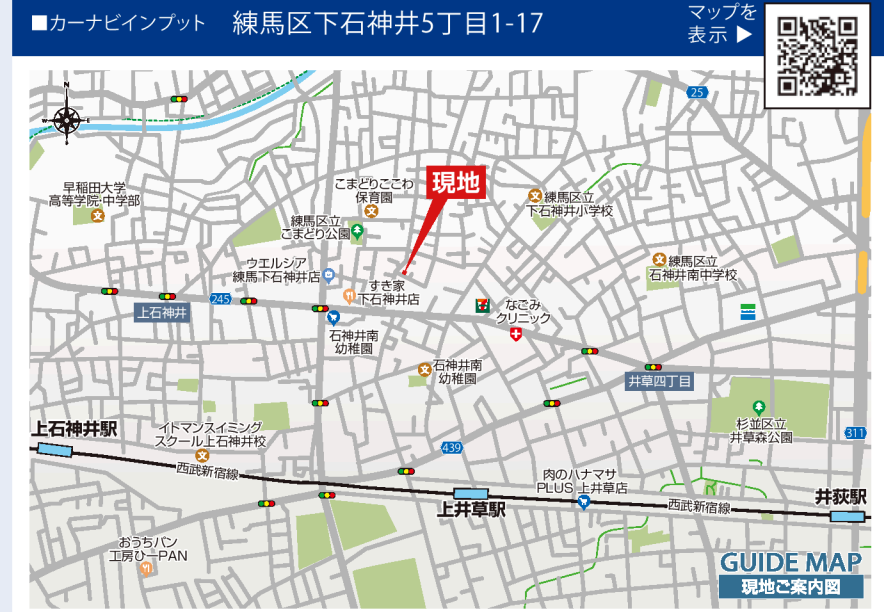 ■カーナビインプット 練馬区下石神井5丁目1-17
マップを
表示 ▶
N
W
E
25
早稲田大学
高等学院・中学部
こまどりここわ
保育園
現地
練馬区立
下石神井小学校
練馬区立
こまどり公園
練馬区立
石神井南中学校
ウエルシア
練馬下石神井店
すき家
下石神井店
245
上石神井
なごみ
クリニック
石神井南
幼稚園
石神井南
幼稚園
井草四丁目
杉並区立
井草森公園
311
上石神井駅
イトマンスイミング
スクール上石神井校
439
西武新宿線
肉のハナマサ
PLUS 上井草店
上井草駅
西武新宿線
井荻駅
おうちパン
工房ひーPAN
GUIDE MAP
現地ご案内図